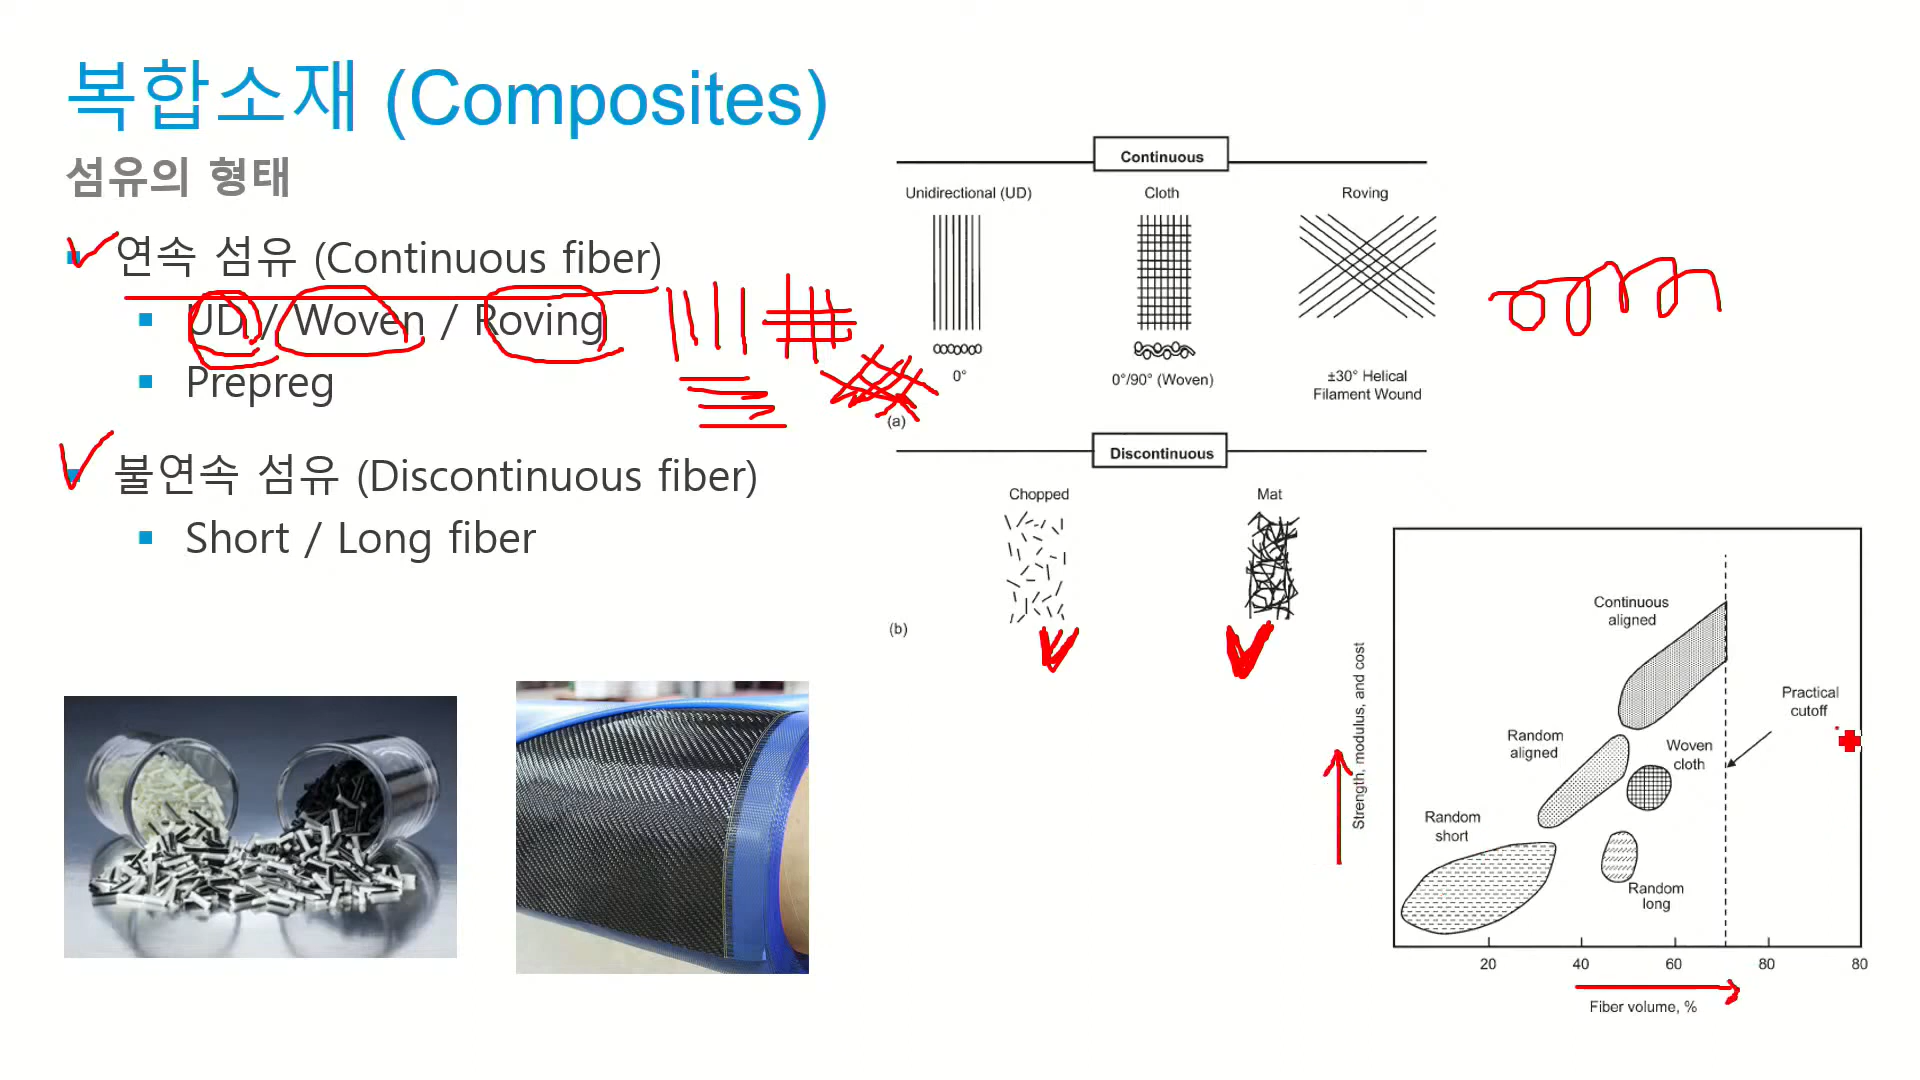 복합소재 (Composites)
섬유의 형태
연속 섬유 (Continuous fiber)
UD / Woven / Roving
Prepreg
불연속 섬유 (Discontinuous fiber)
Short / Long fiber
Continuous
Unidirectional (UD)
Cloth
Roving
0°
0°/90° (Woven)
±30° Helical
Filament Wound
(a)
Discontinuous
Chopped
Mat
(b)
Strength, modulus, and cost
Continuous
aligned
Practical
cutoff
Random
aligned
Woven
cloth
Random
short
Random
long
20 40 60 80 80
Fiber volume, %